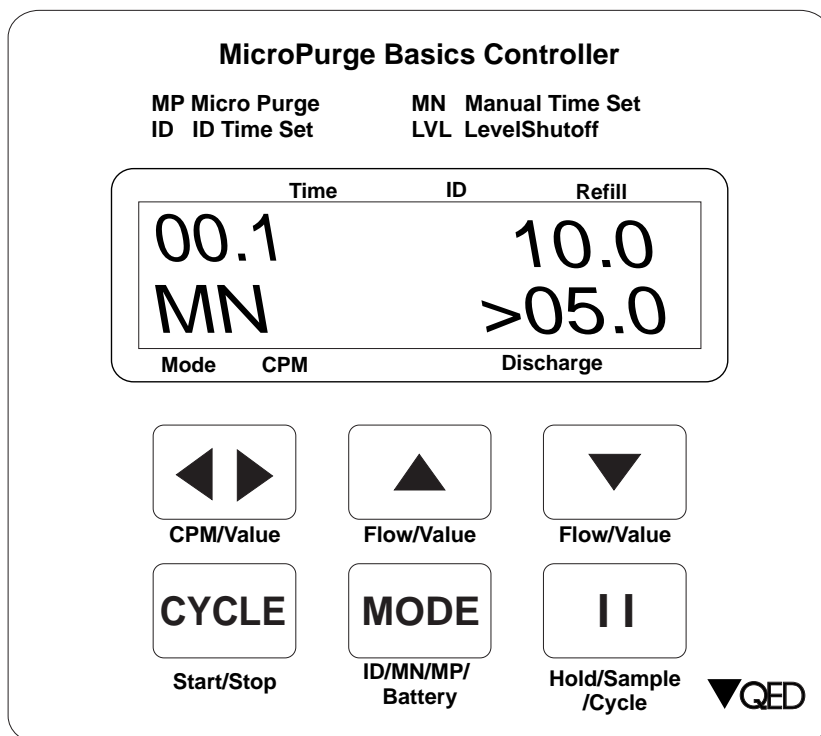 MicroPurge Basics Controller
MP Micro Purge MN Manual Time Set
ID ID Time Set LVL LevelShutoff
Time ID Refill
00.1 10.0
MN >05.0
Mode CPM Discharge
CPM/Value Flow/Value Flow/Value
CYCLE MODE II
Start/Stop ID/MN/MP/ Hold/Sample
Battery /Cycle
QED